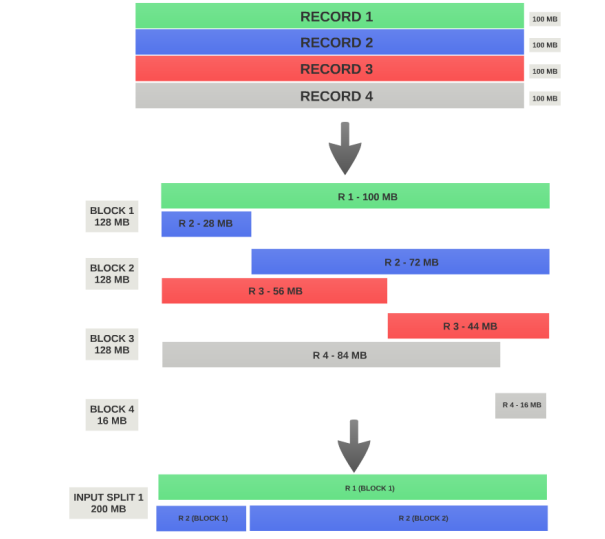 RECORD 1
100 MB
RECORD 2
100 MB
RECORD 3
100 MB
RECORD 4
100 MB
BLOCK 1
128 MB
R 1 - 100 MB
R 2 - 28 MB
BLOCK 2
128 MB
R 2 - 72 MB
R 3 - 56 MB
BLOCK 3
128 MB
R 3 - 44 MB
R 4 - 84 MB
BLOCK 4
16 MB
R 4 - 16 MB
INPUT SPLIT 1
200 MB
R 1 (BLOCK 1)
R 2 (BLOCK 1)
R 2 (BLOCK 2)